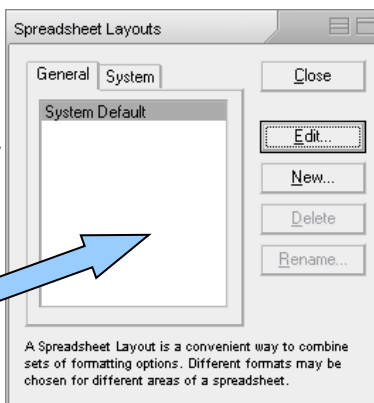 Spreadsheet Layouts
General System
Close
System Default
Edit...
New...
Delete
Rename...
A Spreadsheet Layout is a convenient way to combine
sets of formatting options. Different formats may be
chosen for different areas of a spreadsheet.